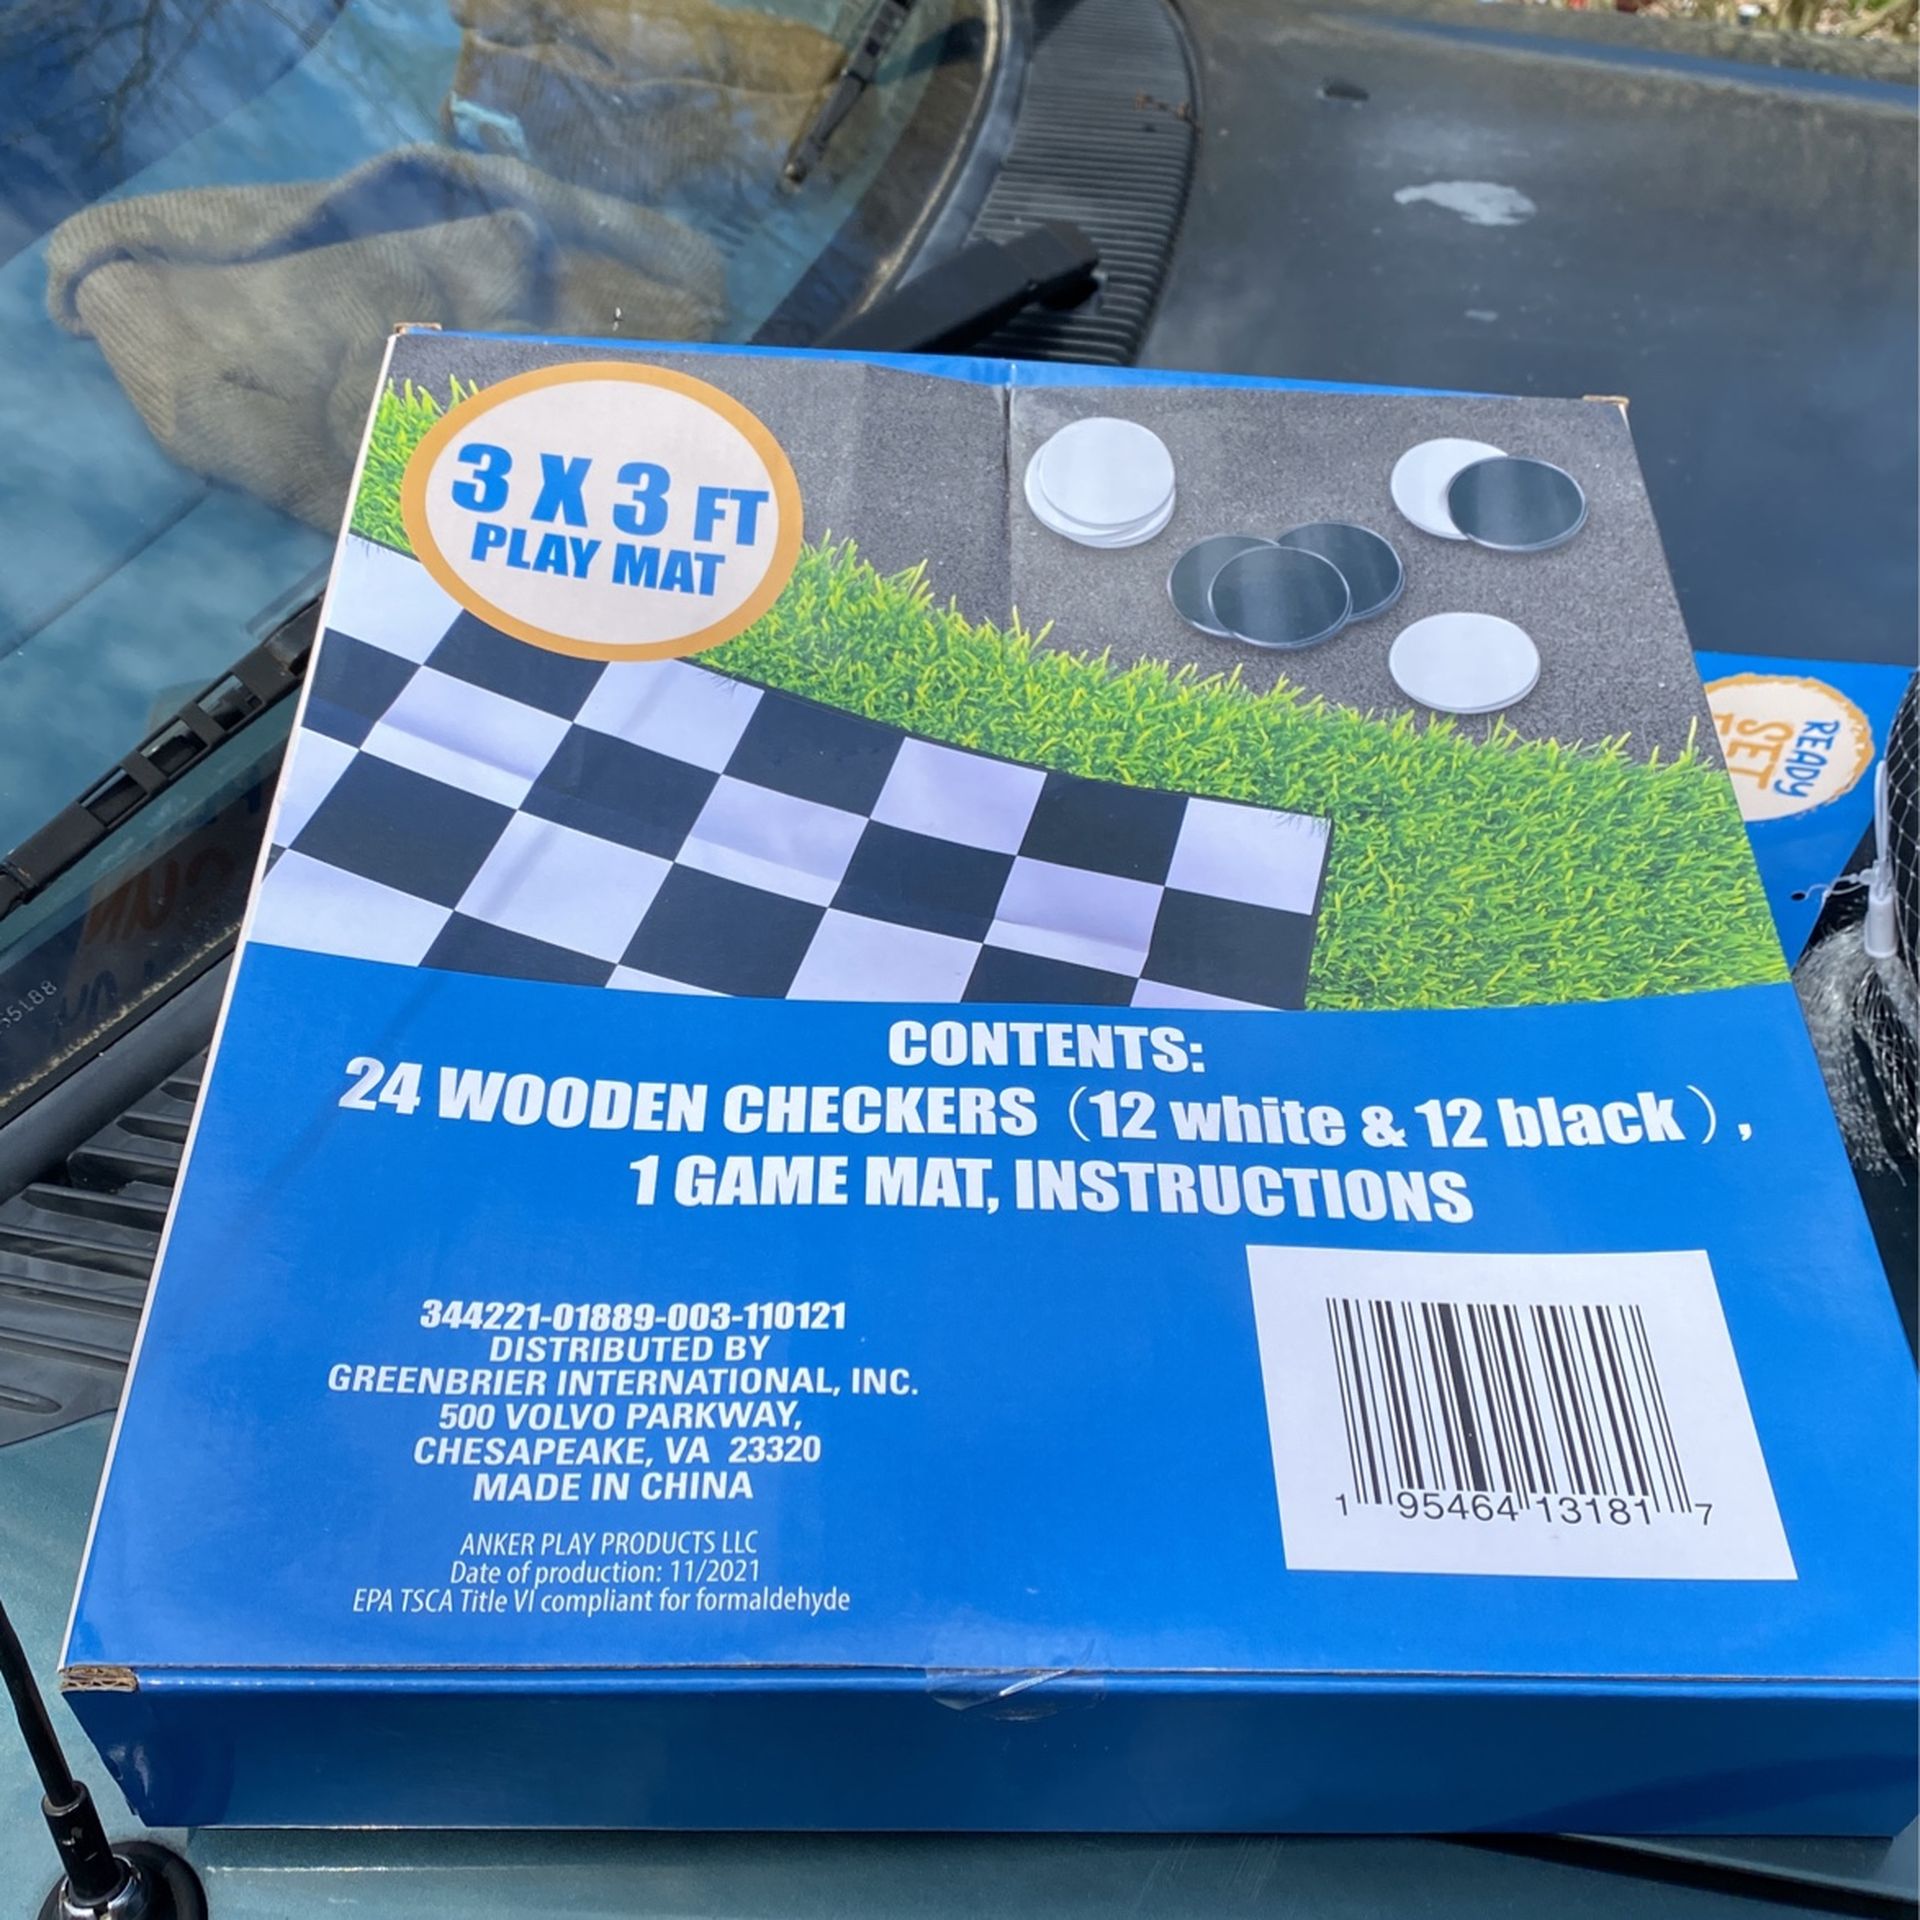 3 X 3 FT
PLAY MAT
READY
SET
CONTENTS:
24 WOODEN CHECKERS (12 white & 12 black),
1 GAME MAT, INSTRUCTIONS
344221-01889-003-110121
DISTRIBUTED BY
GREENBRIER INTERNATIONAL, INC.
500 VOLVO PARKWAY,
CHESAPEAKE, VA 23320
MADE IN CHINA
ANKER PLAY PRODUCTS LLC
Date of production: 11/2021
EPA TSCA Title VI compliant for formaldehyde
1 95464 13181 7